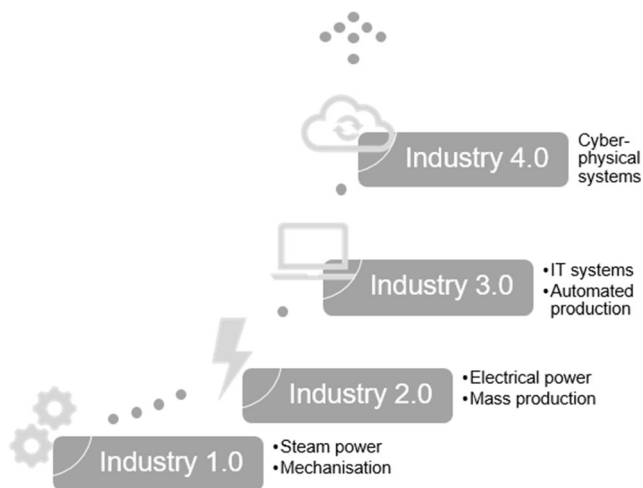 Industry 4.0
Cyber-
physical
systems
Industry 3.0
•IT systems
•Automated
production
Industry 2.0
•Electrical power
•Mass production
Industry 1.0
•Steam power
•Mechanisation